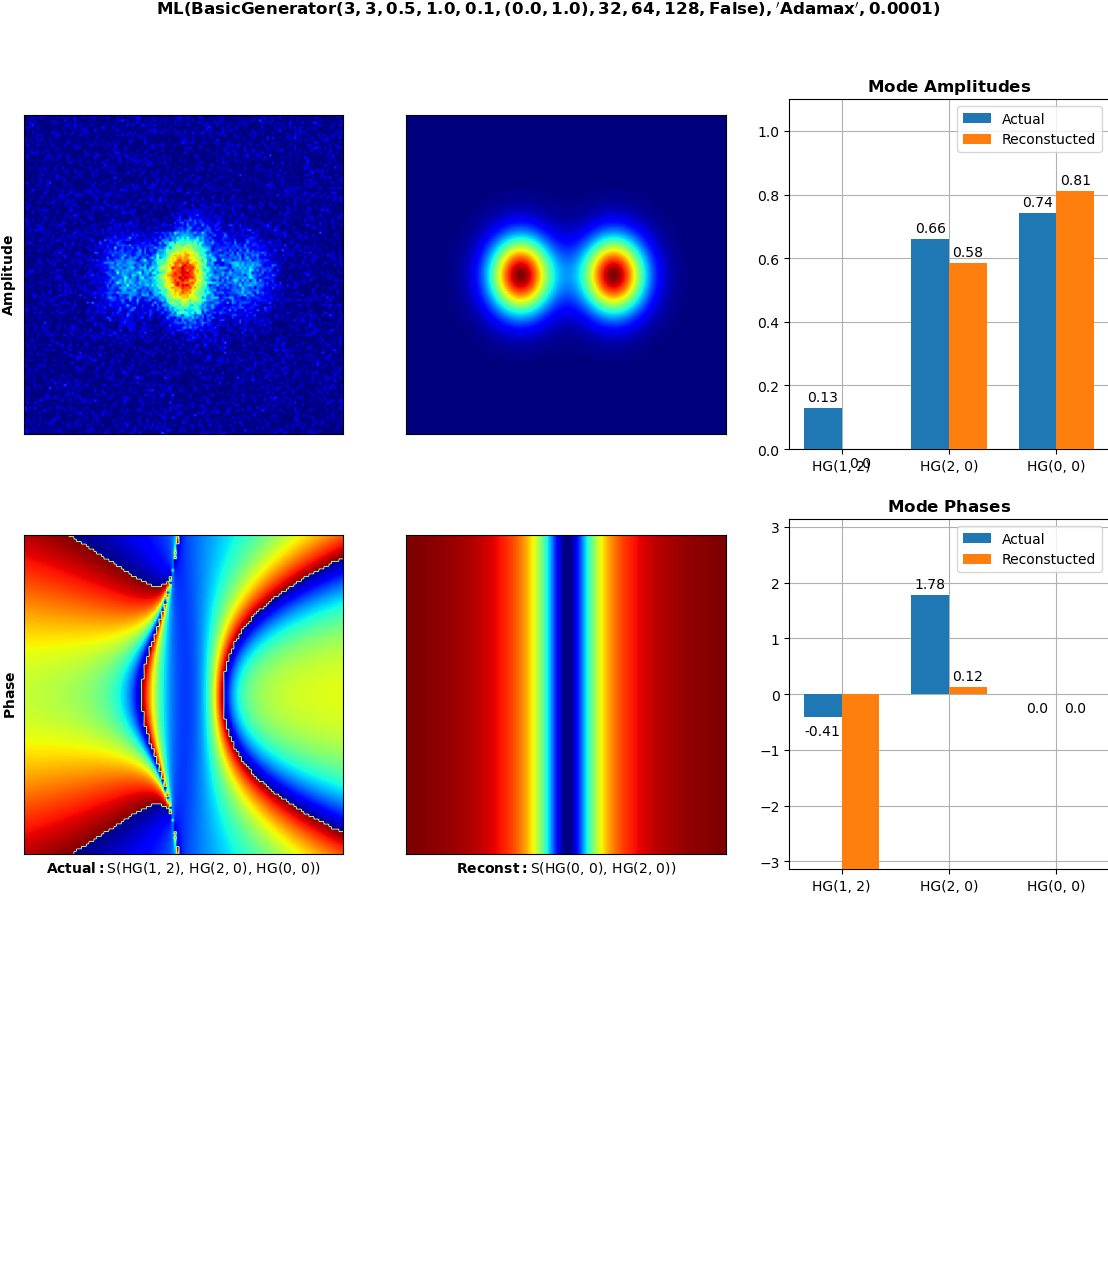 ML(BasicGenerator(3, 3, 0.5, 1.0, 0.1, (0.0, 1.0), 32, 64, 128, False), ′Adamax′, 0.0001)
Amplitude
Mode Amplitudes
Actual
Reconstucted
1.0
0.8
0.6
0.4
0.2
0.0
0.13
0.0
0.66
0.58
0.74
0.81
HG(1, 2)
HG(2, 0)
HG(0, 0)
Phase
Actual: S(HG(1, 2), HG(2, 0), HG(0, 0))
Reconst: S(HG(0, 0), HG(2, 0))
Mode Phases
Actual
Reconstucted
3
2
1
0
−1
−2
−3
-0.41
1.78
0.12
0.0
0.0
HG(1, 2)
HG(2, 0)
HG(0, 0)